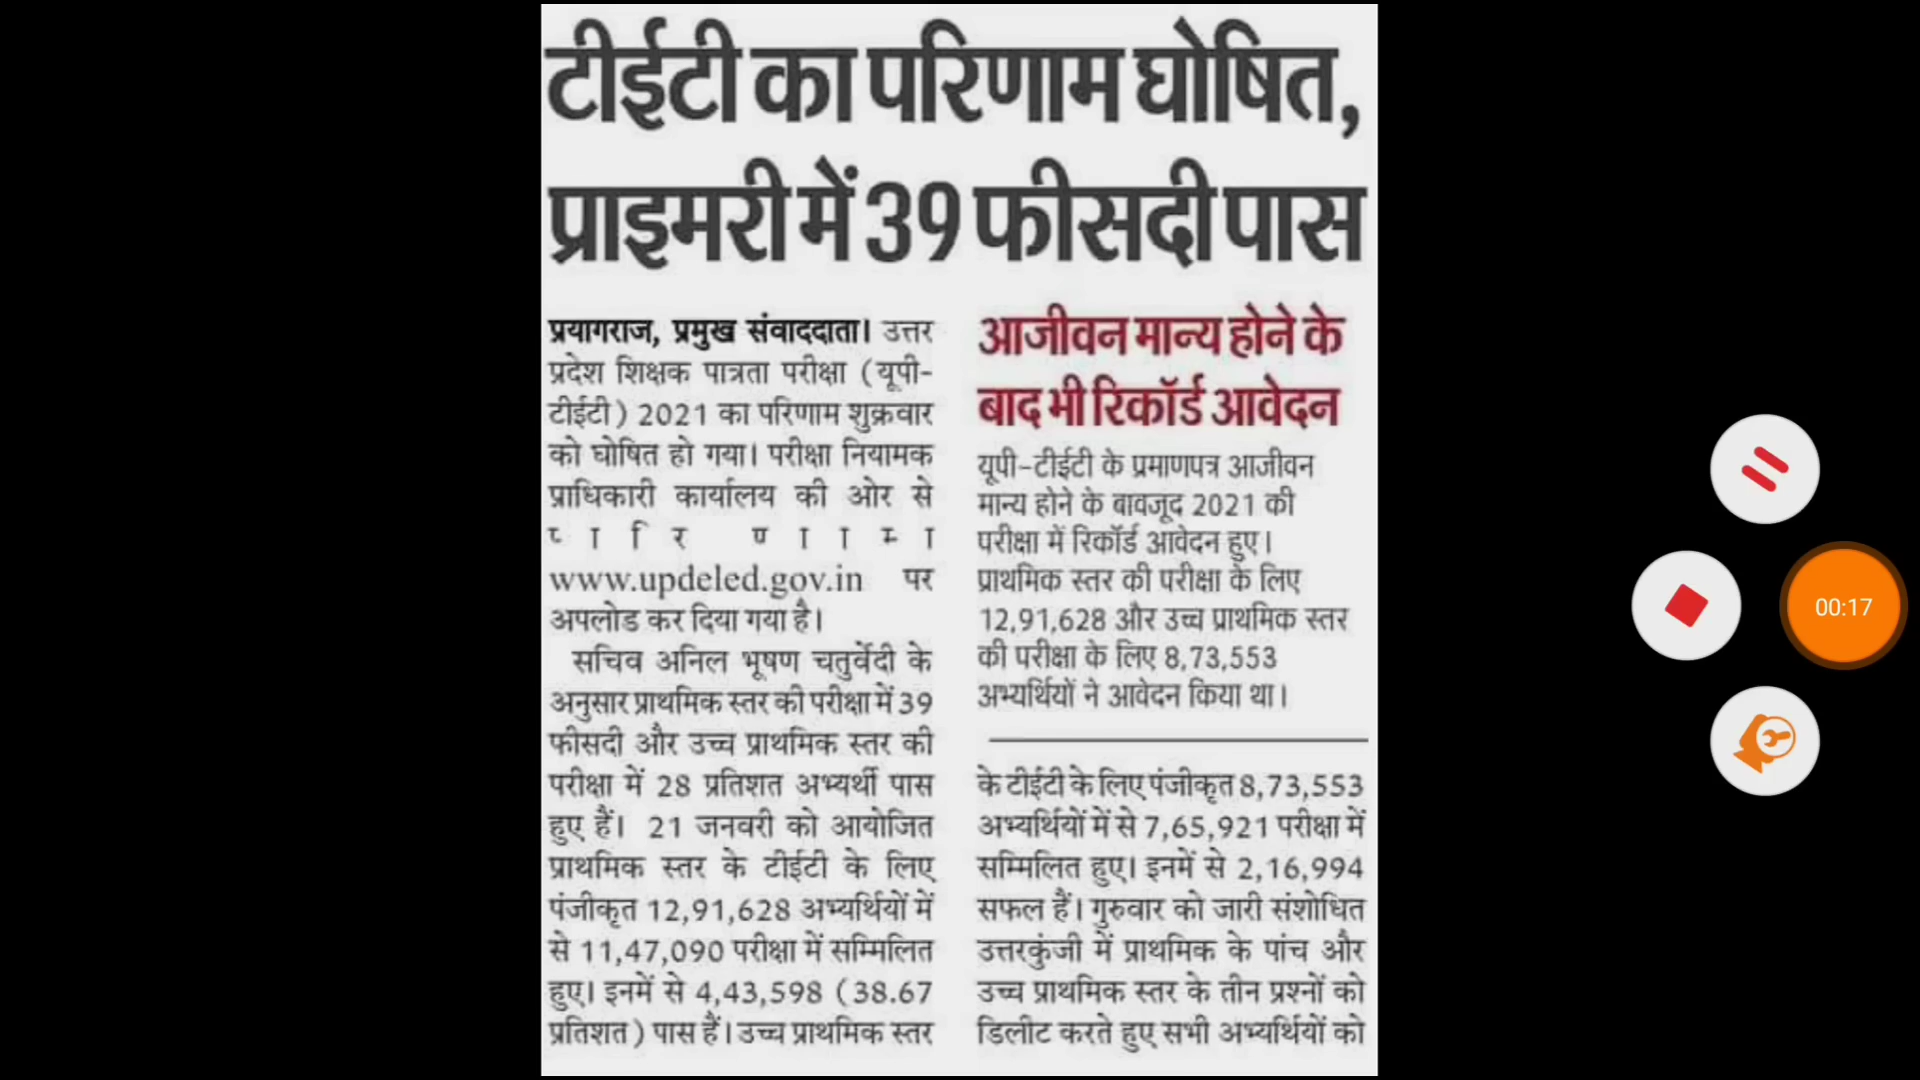 टीईटी का परिणाम घोषित,
प्राइमरी में 39 फीसदी पास
प्रयागराज, प्रमुख संवाददाता। उत्तर
प्रदेश शिक्षक पात्रता परीक्षा (यूपी-
टीईटी) 2021 का परिणाम शुक्रवार
को घोषित हो गया। परीक्षा नियामक
प्राधिकारी कार्यालय की ओर से
www.updeled.gov.in पर
अपलोड कर दिया गया है।
सचिव अनिल भूषण चतुर्वेदी के
अनुसार प्राथमिक स्तर की परीक्षा में 39
फीसदी और उच्च प्राथमिक स्तर की
परीक्षा में 28 प्रतिशत अभ्यर्थी पास
हुए हैं। 21 जनवरी को आयोजित
प्राथमिक स्तर के टीईटी के लिए
पंजीकृत 12,91,628 अभ्यर्थियों में
से 11,47,090 परीक्षा में सम्मिलित
हुए। इनमें से 4,43,598 (38.67
प्रतिशत) पास हैं। उच्च प्राथमिक स्तर
आजीवन मान्य होने के
बाद भी रिकॉर्ड आवेदन
यूपी-टीईटी के प्रमाणपत्र आजीवन
मान्य होने के बावजूद 2021 की
परीक्षा में रिकॉर्ड आवेदन हुए।
प्राथमिक स्तर की परीक्षा के लिए
12,91,628 और उच्च प्राथमिक स्तर
की परीक्षा के लिए 8,73,553
अभ्यर्थियों ने आवेदन किया था।
के टीईटी के लिए पंजीकृत 8,73,553
अभ्यर्थियों में से 7,65,921 परीक्षा में
सम्मिलित हुए। इनमें से 2,16,994
सफल हैं। गुरुवार को जारी संशोधित
उत्तरकुंजी में प्राथमिक के पांच और
उच्च प्राथमिक स्तर के तीन प्रश्नों को
डिलीट करते हुए सभी अभ्यर्थियों को
00:17